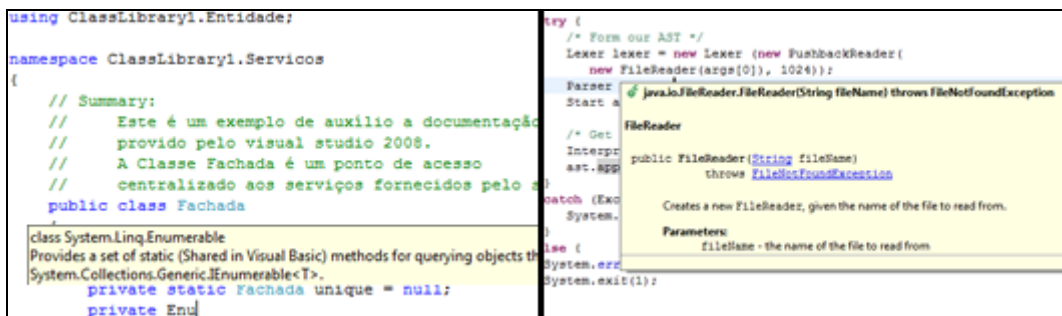 using ClassLibrary1.Entidade;
namespace ClassLibrary1.Servicos
{
// Summary:
// Este é um exemplo de auxílio a documentação
// provido pelo visual studio 2008.
// A Classe Fachada é um ponto de acesso
// centralizado aos serviços fornecidos pelo s
public class Fachada
class System.Linq.Enumerable
Provides a set of static (Shared in Visual Basic) methods for querying objects th
System.Collections.Generic.IEnumerable<T>.
private static Fachada unique = null;
private Enu
try {
/* Form our AST */
Lexer lexer = new Lexer (new PushbackReader(
new FileReader(args[0]), 1024));
Parser
Start a
/* Get
Interpr
ast.app
}
catch (Exc
System.
}
lse {
System.err
System.exit(1);
java.io.FileReader.FileReader(String fileName) throws FileNotFoundException
FileReader
public FileReader(String fileName)
throws FileNotFoundException
Creates a new FileReader, given the name of the file to read from.
Parameters:
fileName - the name of the file to read from